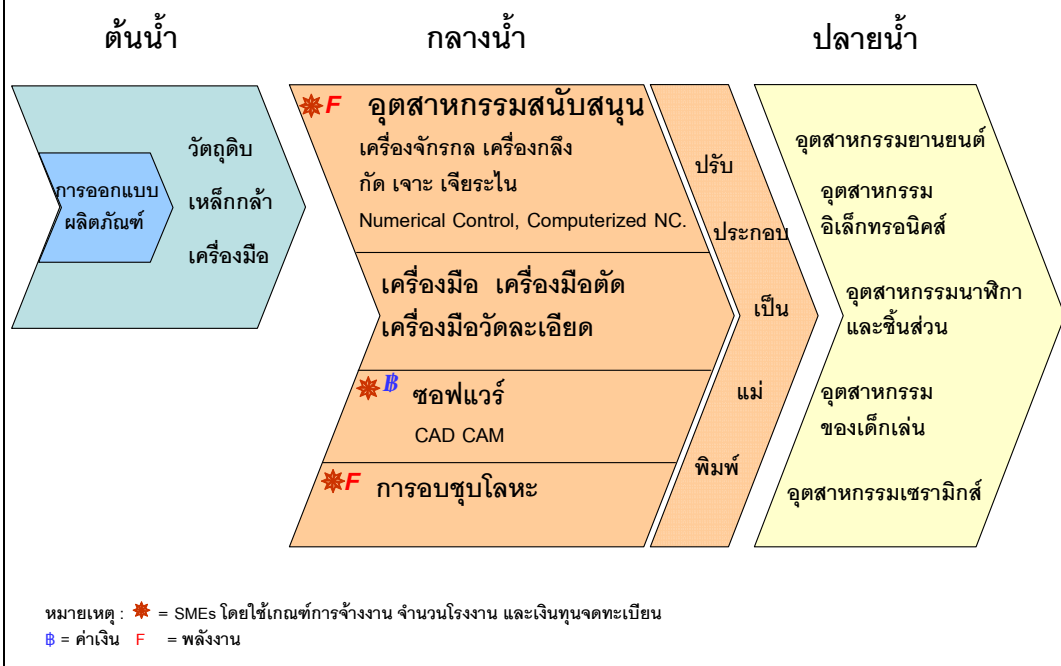 ต้นน้ำ
กลางน้ำ
ปลายน้ำ
การออกแบบ
ผลิตภัณฑ์
วัตถุดิบ
เหล็กกล้า
เครื่องมือ
F อุตสาหกรรมสนับสนุน
เครื่องจักรกล เครื่องกลึง
กัด เจาะ เจียระไน
Numerical Control, Computerized NC.
เครื่องมือ เครื่องมือตัด
เครื่องมือวัดละเอียด
฿ ซอฟแวร์
CAD CAM
F การอบชุบโลหะ
ปรับ
ประกอบ
เป็น
แม่
พิมพ์
อุตสาหกรรมยานยนต์
อุตสาหกรรม
อิเล็กทรอนิคส์
อุตสาหกรรมนาฬิกา
และชิ้นส่วน
อุตสาหกรรม
ของเด็กเล่น
อุตสาหกรรมเซรามิกส์
หมายเหตุ : = SMEs โดยใช้เกณฑ์การจ้างงาน จำนวนโรงงาน และเงินทุนจดทะเบียน
฿ = ค่าเงิน F = พลังงาน